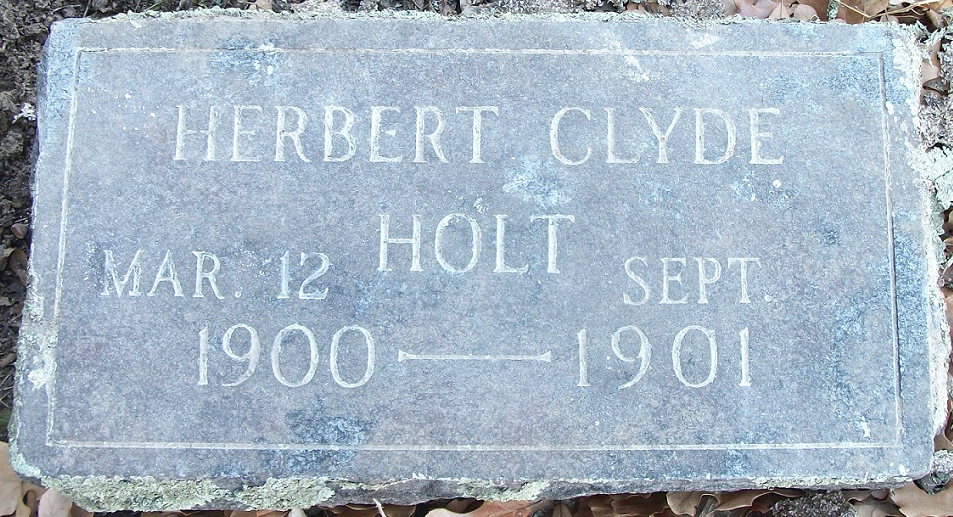 HERBERT CLYDE
HOLT
MAR. 12 SEPT.
1900 — 1901